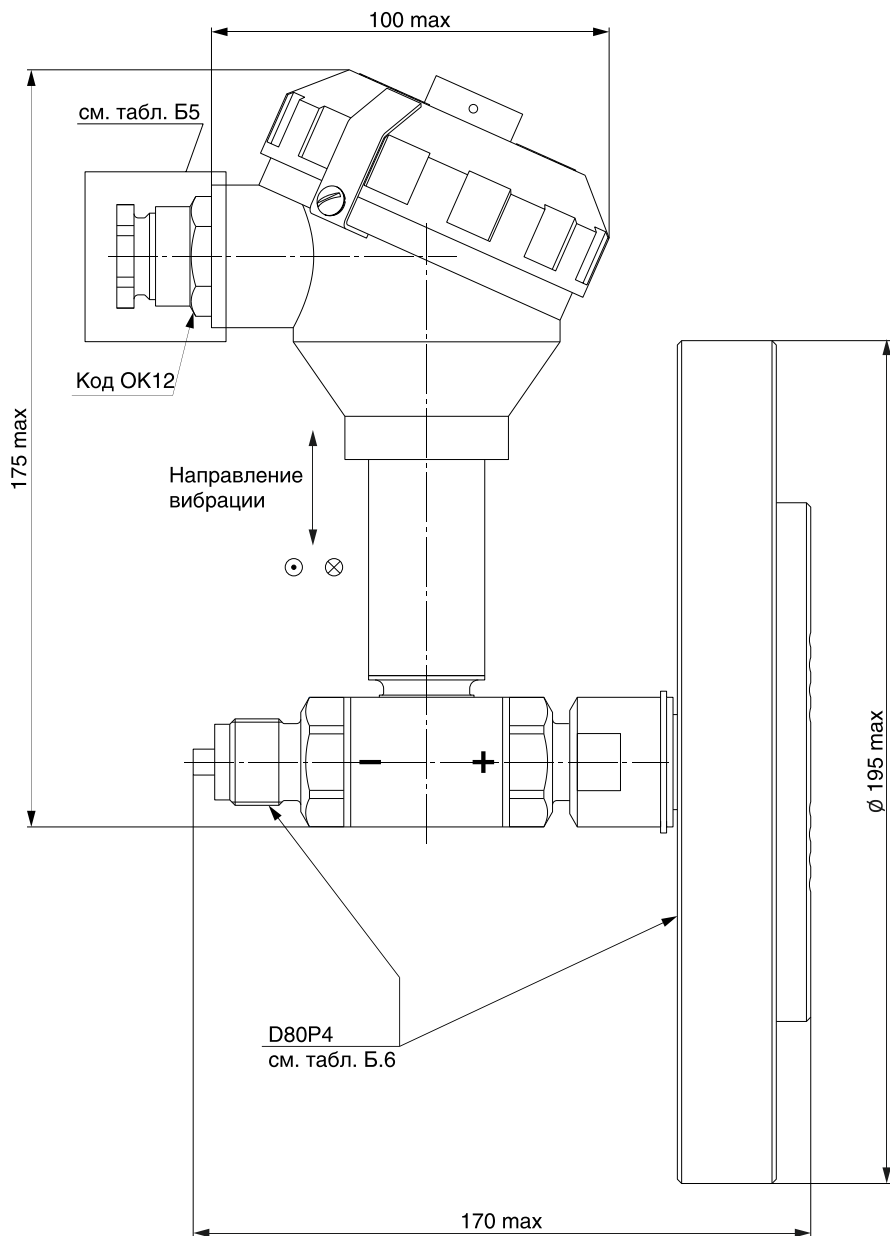 100 max
см. табл. Б5
Код ОК12
175 max
Направление
вибрации
− +
Ø 195 max
D80P4
см. табл. Б.6
170 max